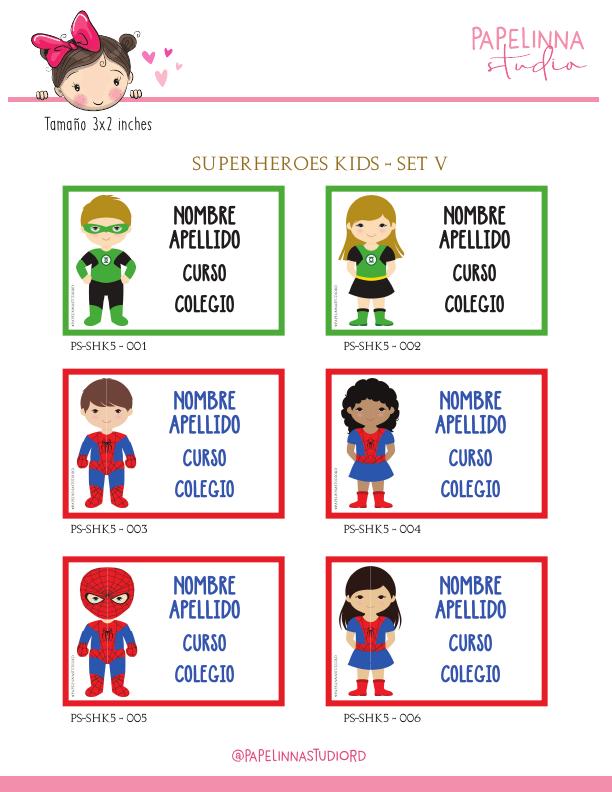 PAPELINNA
studio
Tamaño 3x2 inches
SUPERHEROES KIDS - SET V
NOMBRE
APELLIDO
CURSO
COLEGIO
PS-SHK5 - 001
NOMBRE
APELLIDO
CURSO
COLEGIO
PS-SHK5 - 002
NOMBRE
APELLIDO
CURSO
COLEGIO
PS-SHK5 - 003
NOMBRE
APELLIDO
CURSO
COLEGIO
PS-SHK5 - 004
NOMBRE
APELLIDO
CURSO
COLEGIO
PS-SHK5 - 005
NOMBRE
APELLIDO
CURSO
COLEGIO
PS-SHK5 - 006
@PAPELINNASTUDIORD